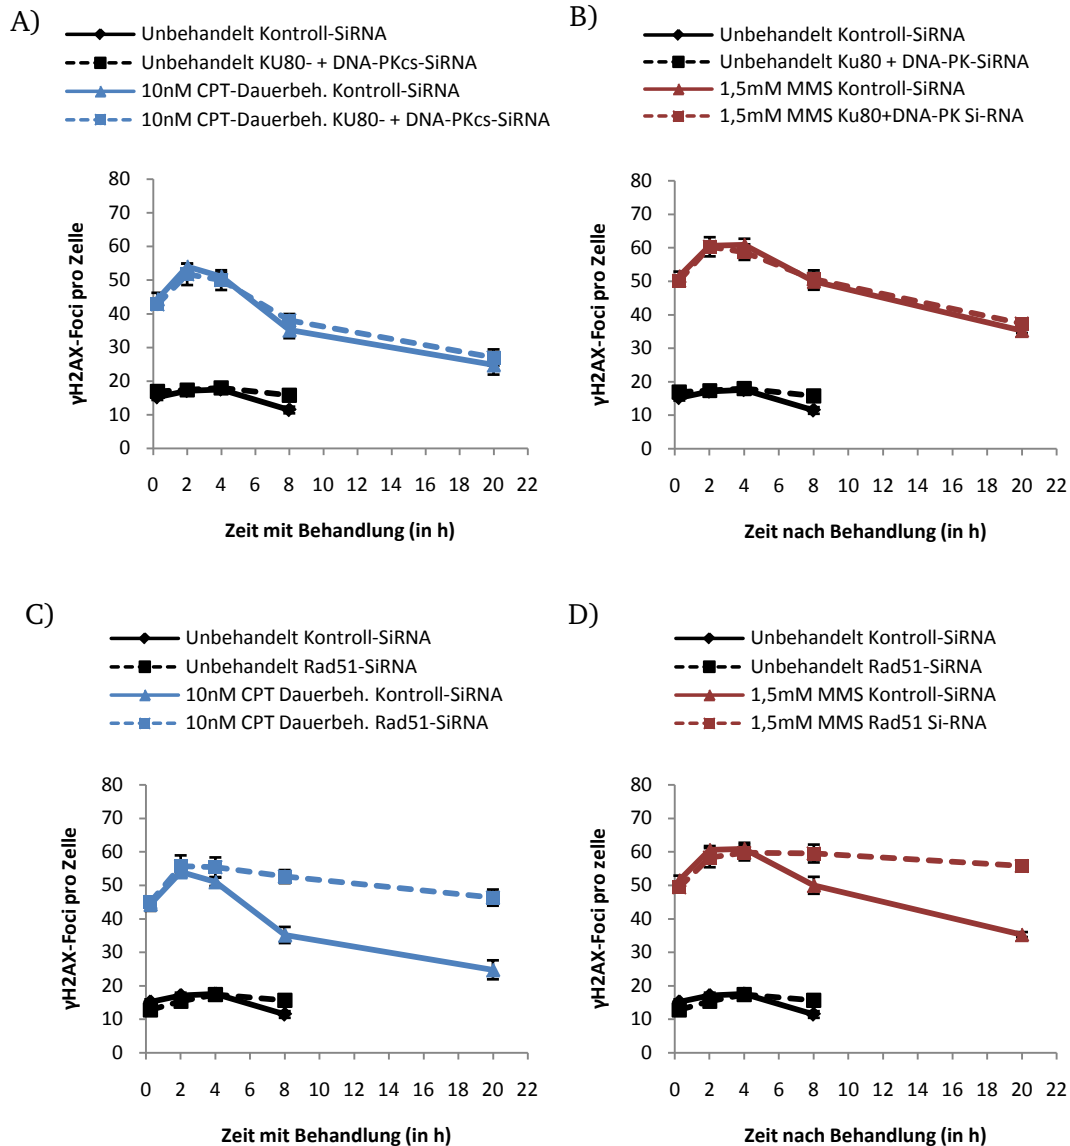 A)
Unbehandelt Kontroll-SiRNA
Unbehandelt KU80- + DNA-PKcs-SiRNA
10nM CPT-Dauerbeh. Kontroll-SiRNA
10nM CPT-Dauerbeh. KU80- + DNA-PKcs-SiRNA
γH2AX-Foci pro Zelle
80
70
60
50
40
30
20
10
0
0 2 4 6 8 10 12 14 16 18 20 22
Zeit mit Behandlung (in h)
B)
Unbehandelt Kontroll-SiRNA
Unbehandelt Ku80 + DNA-PK-SiRNA
1,5mM MMS Kontroll-SiRNA
1,5mM MMS Ku80+DNA-PK Si-RNA
γH2AX-Foci pro Zelle
80
70
60
50
40
30
20
10
0
0 2 4 6 8 10 12 14 16 18 20 22
Zeit nach Behandlung (in h)
C)
Unbehandelt Kontroll-SiRNA
Unbehandelt Rad51-SiRNA
10nM CPT Dauerbeh. Kontroll-SiRNA
10nM CPT Dauerbeh. Rad51-SiRNA
γH2AX-Foci pro Zelle
80
70
60
50
40
30
20
10
0
0 2 4 6 8 10 12 14 16 18 20 22
Zeit mit Behandlung (in h)
D)
Unbehandelt Kontroll-SiRNA
Unbehandelt Rad51-SiRNA
1,5mM MMS Kontroll-SiRNA
1,5mM MMS Rad51 Si-RNA
γH2AX-Foci pro Zelle
80
70
60
50
40
30
20
10
0
0 2 4 6 8 10 12 14 16 18 20 22
Zeit nach Behandlung (in h)